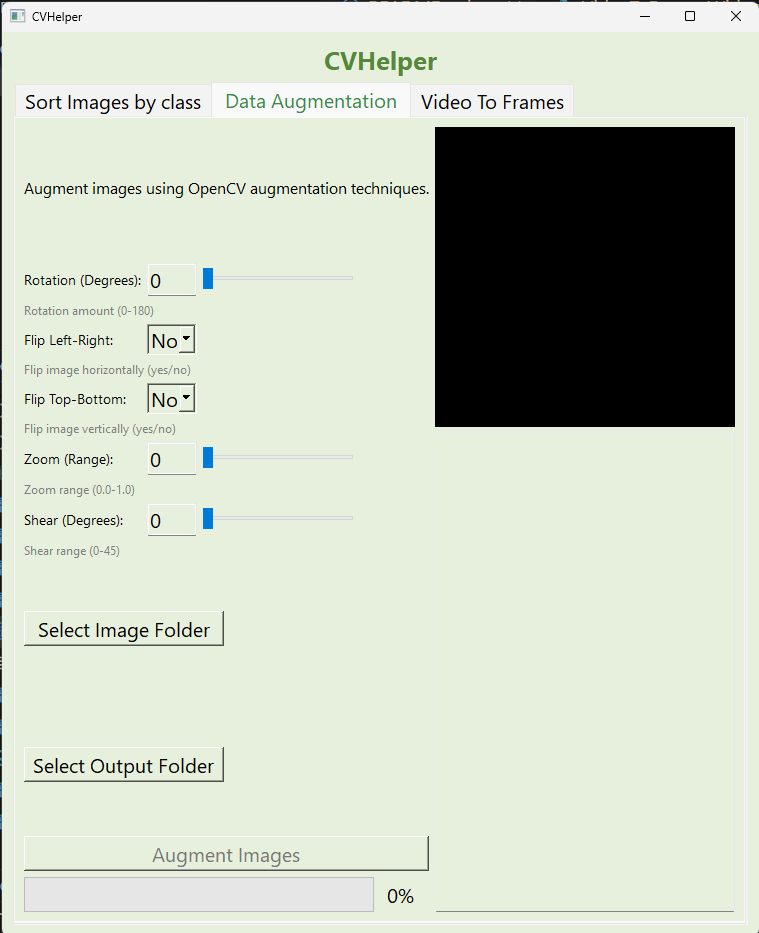 CVHelper
CVHelper
Sort Images by class
Data Augmentation
Video To Frames
Augment images using OpenCV augmentation techniques.
Rotation (Degrees): 0
Rotation amount (0-180)
Flip Left-Right: No
Flip image horizontally (yes/no)
Flip Top-Bottom: No
Flip image vertically (yes/no)
Zoom (Range): 0
Zoom range (0.0-1.0)
Shear (Degrees): 0
Shear range (0-45)
Select Image Folder
Select Output Folder
Augment Images
0%